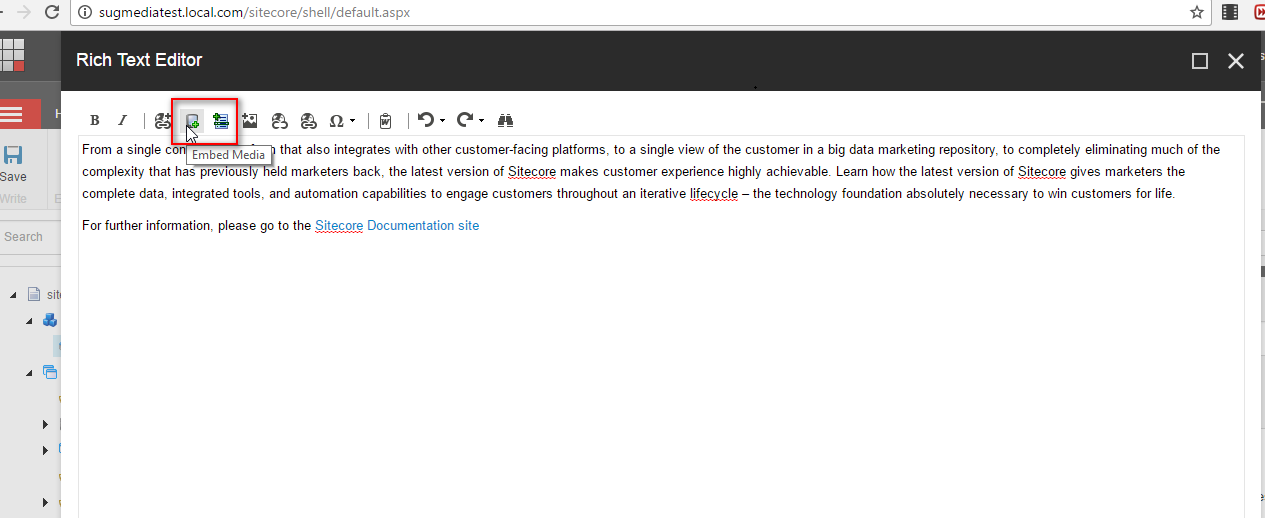 sugmediatest.local.com/sitecore/shell/default.aspx
Rich Text Editor
B I Ω
Embed Media
From a single con that also integrates with other customer-facing platforms, to a single view of the customer in a big data marketing repository, to completely eliminating much of the
complexity that has previously held marketers back, the latest version of Sitecore makes customer experience highly achievable. Learn how the latest version of Sitecore gives marketers the
complete data, integrated tools, and automation capabilities to engage customers throughout an iterative lifecycle – the technology foundation absolutely necessary to win customers for life.
For further information, please go to the Sitecore Documentation site
H
Save
Write
Search
site